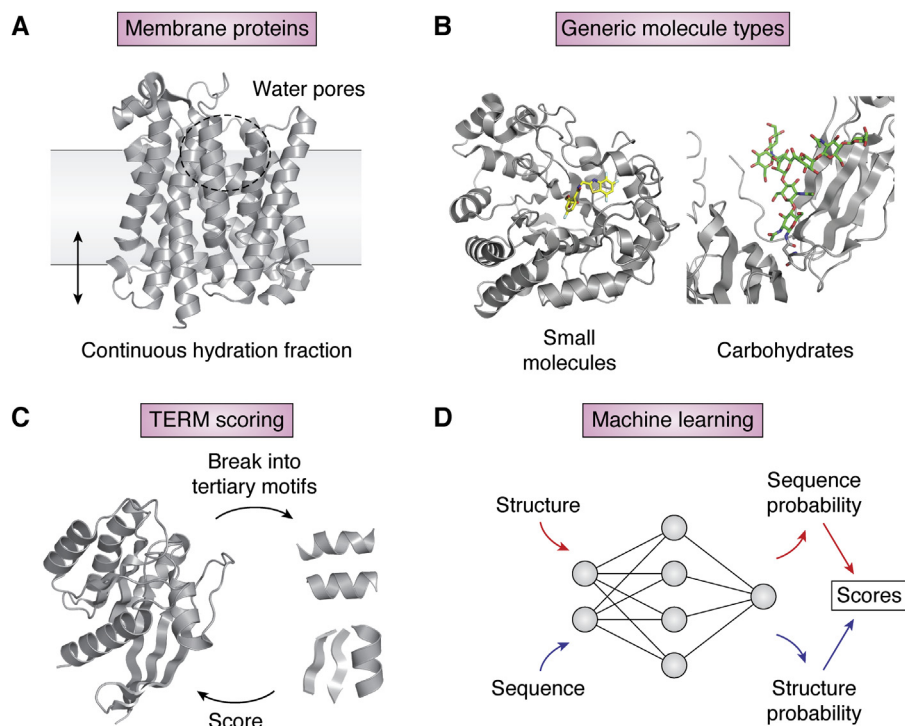 A
Membrane proteins
Water pores
Continuous hydration fraction
B
Generic molecule types
Small
molecules
Carbohydrates
C
TERM scoring
Break into
tertiary motifs
Score
D
Machine learning
Structure
Sequence
Sequence
probability
Scores
Structure
probability